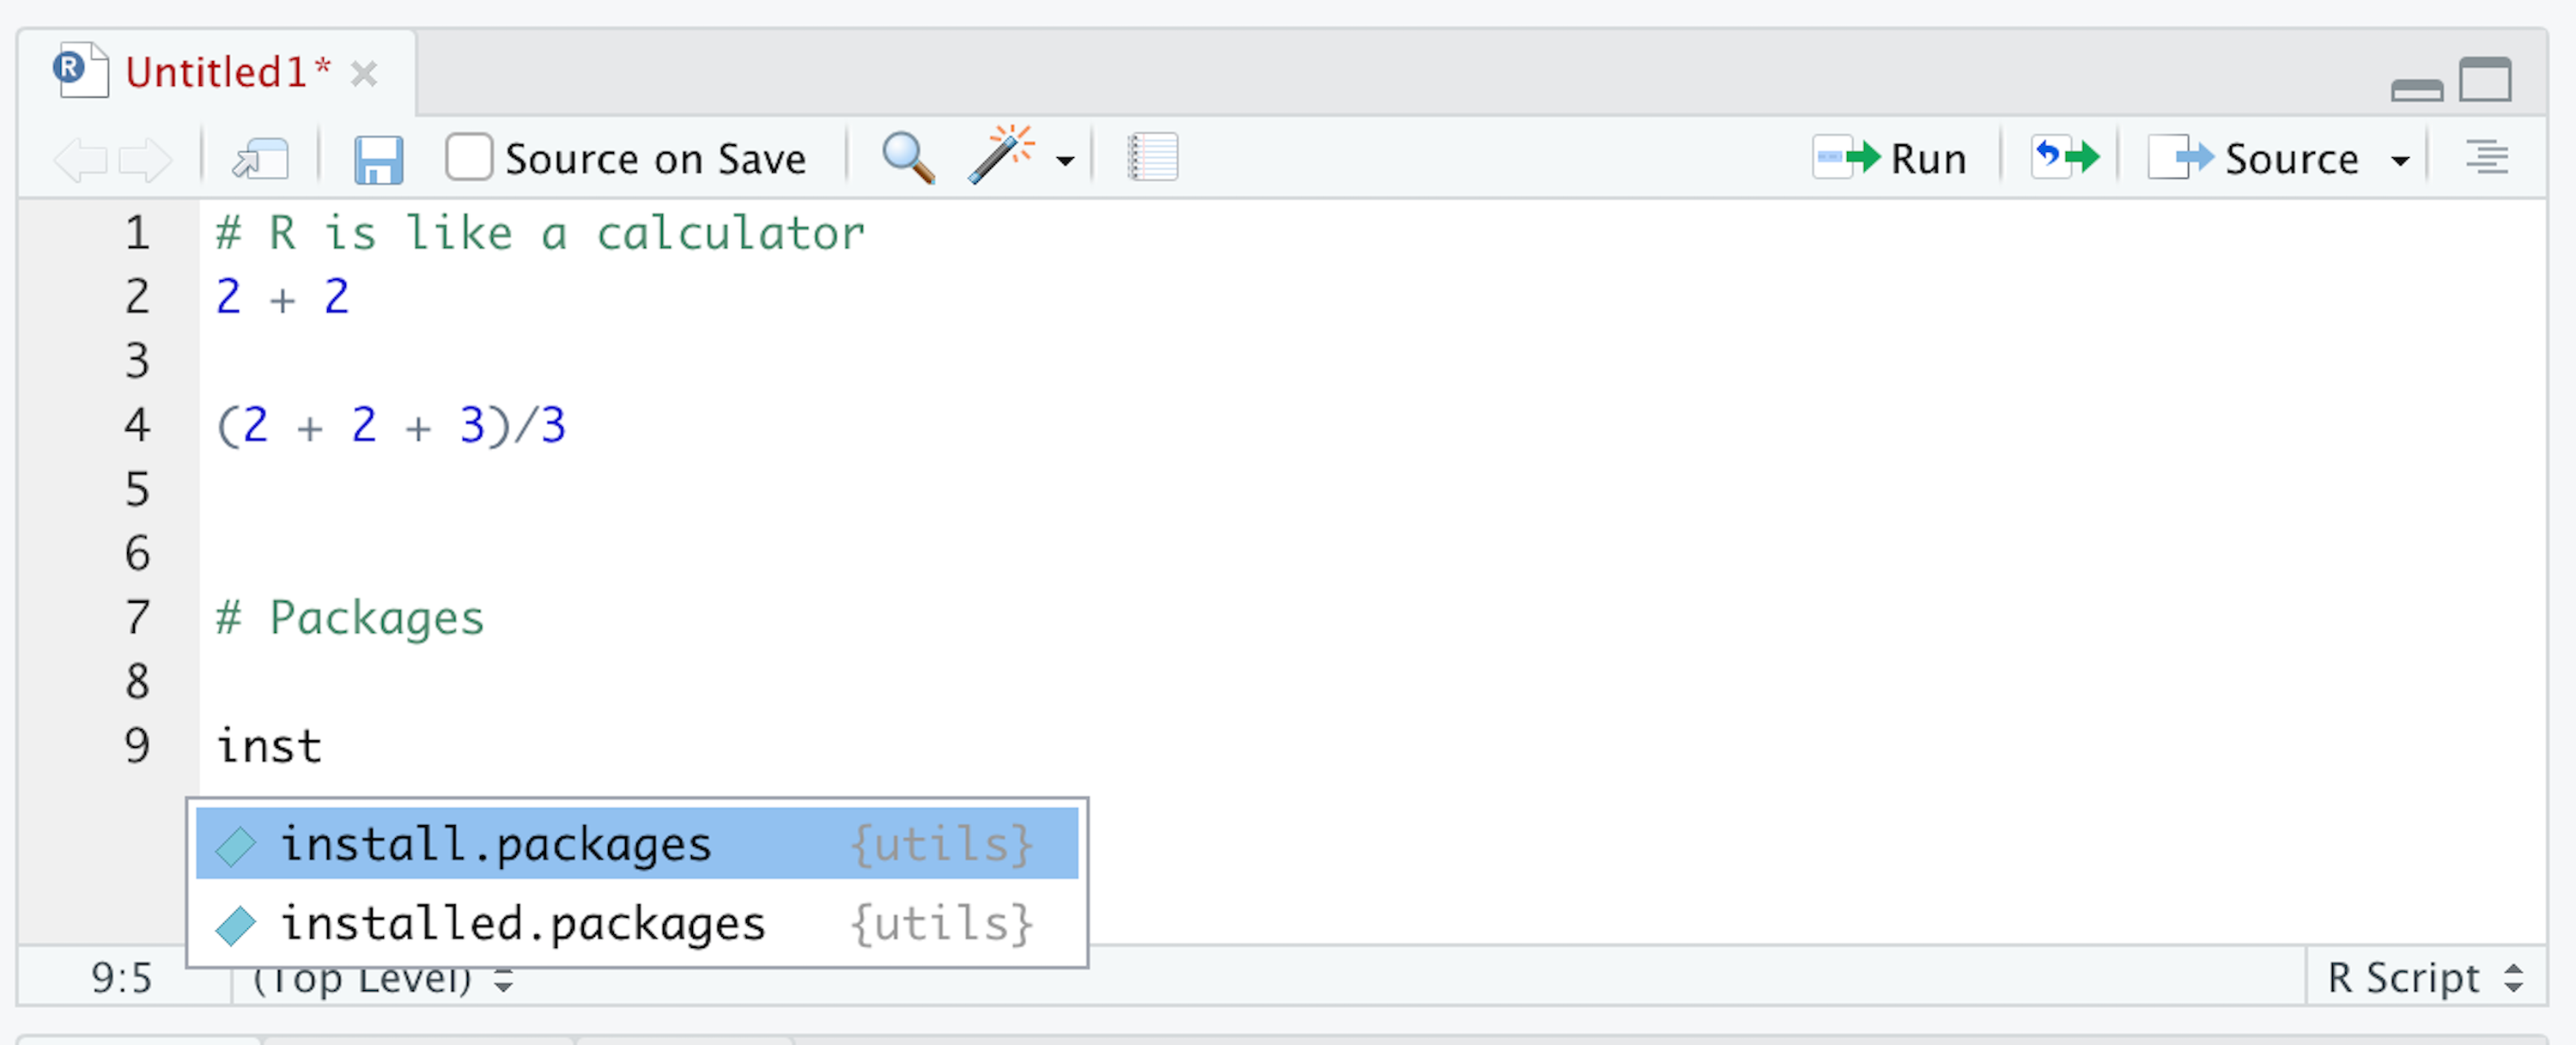 R Untitled1*
Source on Save Run Source
1 # R is like a calculator
2 2 + 2
3
4 (2 + 2 + 3)/3
5
6
7 # Packages
8
9 inst
install.packages {utils}
installed.packages {utils}
9:5 (Top Level) R Script